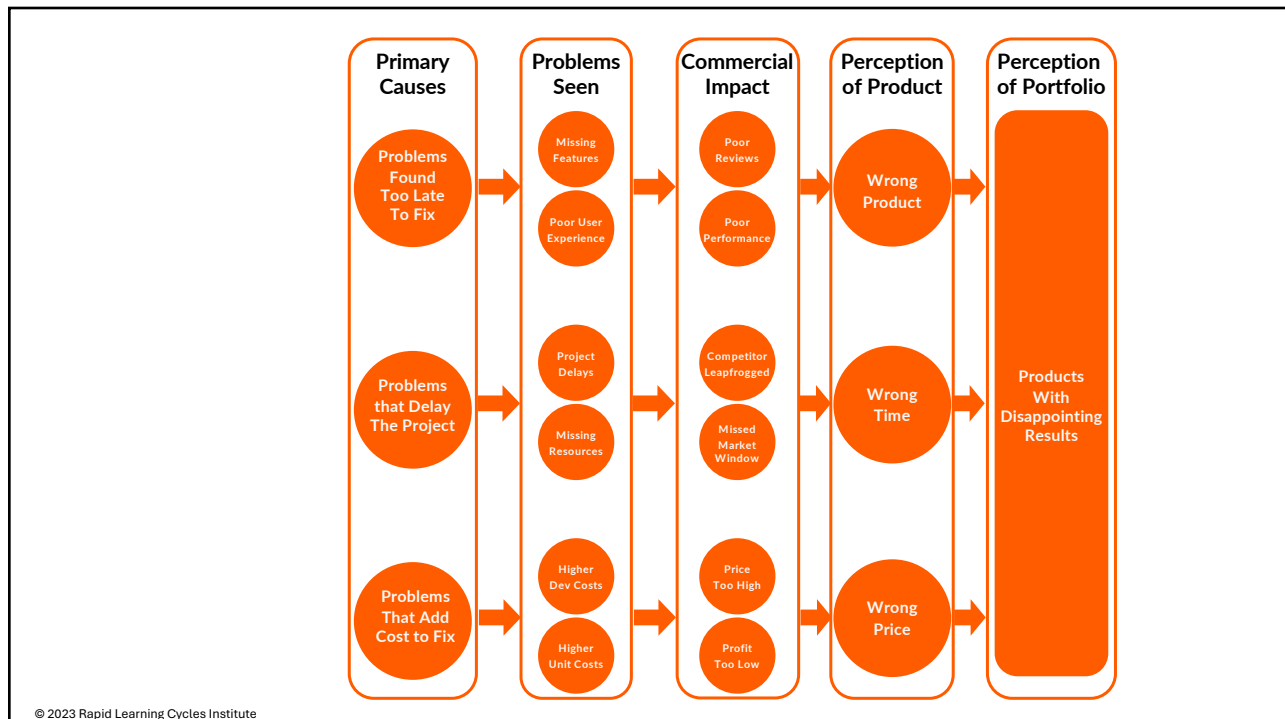 Primary
Causes
Problems
Seen
Commercial
Impact
Perception
of Product
Perception
of Portfolio
Problems
Found
Too Late
To Fix
Missing
Features
Poor User
Experience
Poor
Reviews
Poor
Performance
Wrong
Product
Problems
that Delay
The Project
Project
Delays
Missing
Resources
Competitor
Leapfrogged
Missed
Market
Window
Wrong
Time
Products
With
Disappointing
Results
Problems
That Add
Cost to Fix
Higher
Dev Costs
Higher
Unit Costs
Price
Too High
Profit
Too Low
Wrong
Price
© 2023 Rapid Learning Cycles Institute